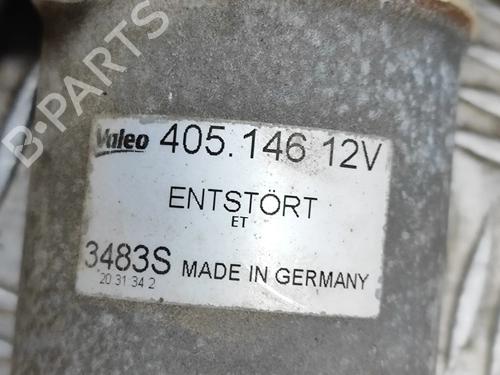 Valeo 405.146 12V
ENTSTÖRT
ET
3483S MADE IN GERMANY
20 31 34 2
B-PARTS